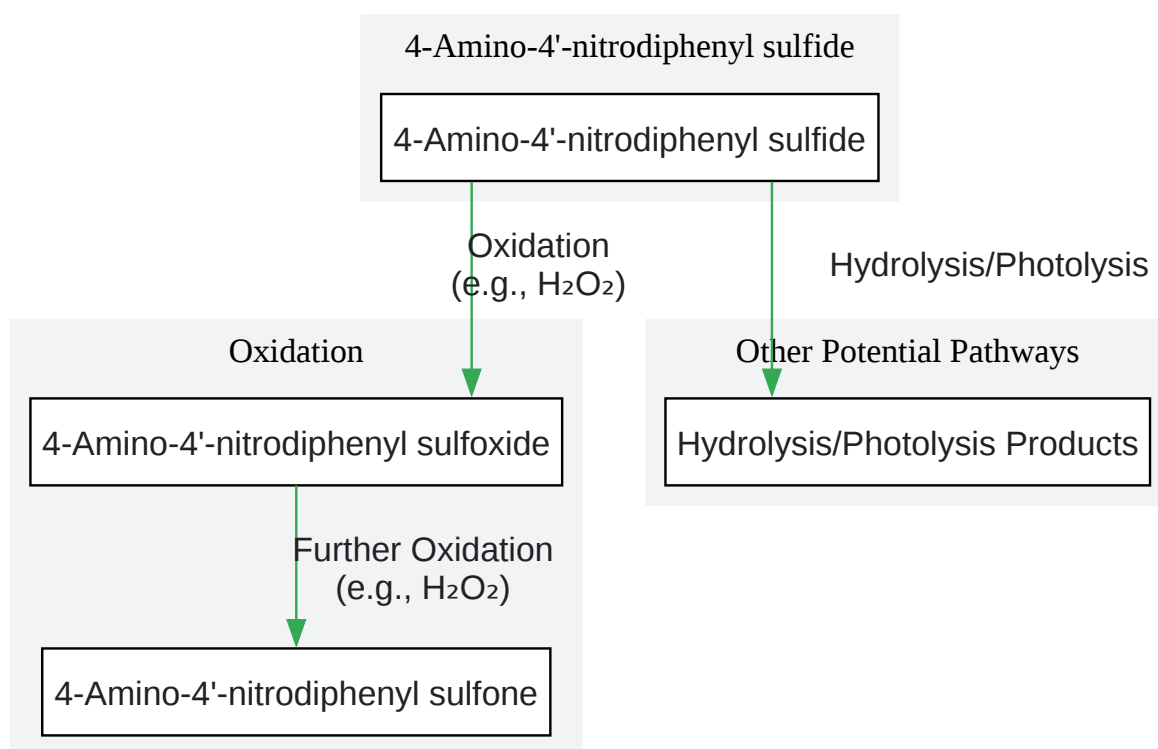 4-Amino-4'-nitrodiphenyl sulfide
4-Amino-4'-nitrodiphenyl sulfide
Oxidation
(e.g., H₂O₂)
Hydrolysis/Photolysis
Oxidation
Other Potential Pathways
4-Amino-4'-nitrodiphenyl sulfoxide
Hydrolysis/Photolysis Products
Further Oxidation
(e.g., H₂O₂)
4-Amino-4'-nitrodiphenyl sulfone